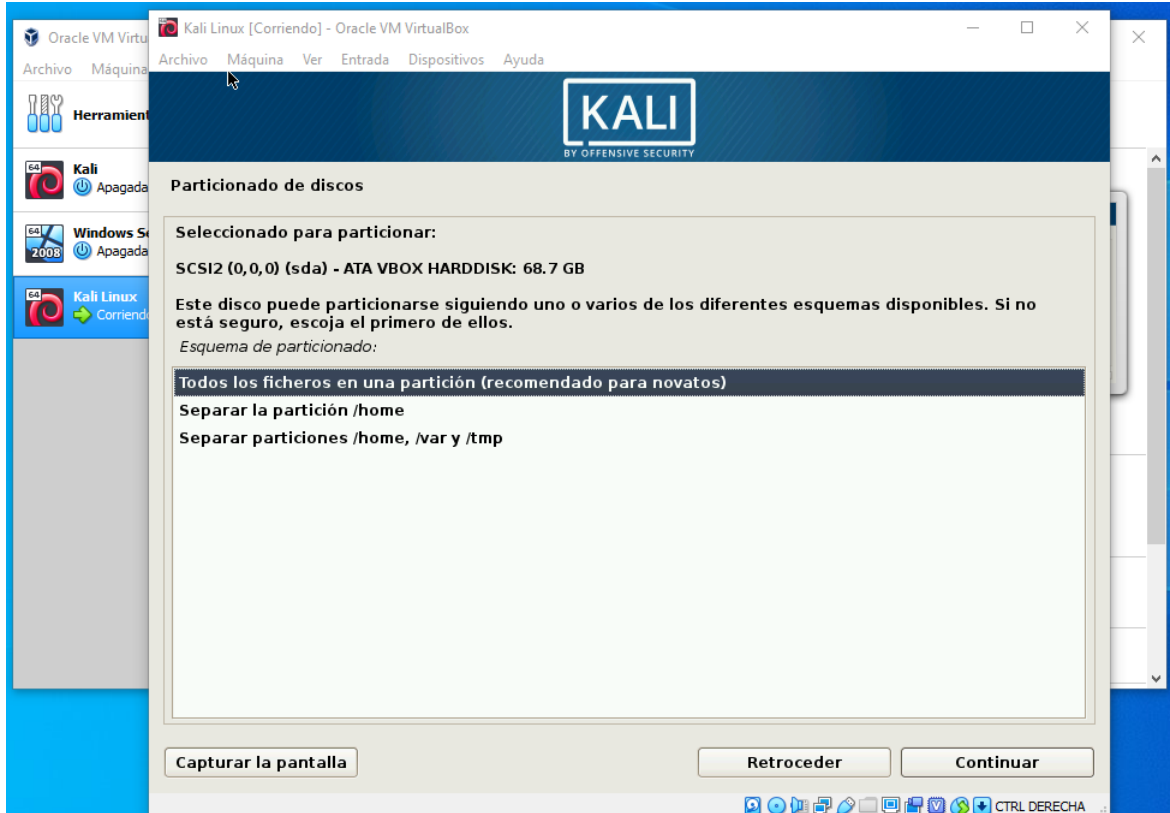 Oracle VM Virtu
Archivo Máquina
Herramient
64
Kali
Apagada
64
2008
Windows Se
Apagada
64
Kali Linux
Corriendo
Kali Linux [Corriendo] - Oracle VM VirtualBox
Archivo Máquina Ver Entrada Dispositivos Ayuda
KALI
BY OFFENSIVE SECURITY
Particionado de discos
Seleccionado para particionar:
SCSI2 (0,0,0) (sda) - ATA VBOX HARDDISK: 68.7 GB
Este disco puede particionarse siguiendo uno o varios de los diferentes esquemas disponibles. Si no
está seguro, escoja el primero de ellos.
Esquema de particionado:
Todos los ficheros en una partición (recomendado para novatos)
Separar la partición /home
Separar particiones /home, /var y /tmp
Capturar la pantalla
Retroceder
Continuar
CTRL DERECHA